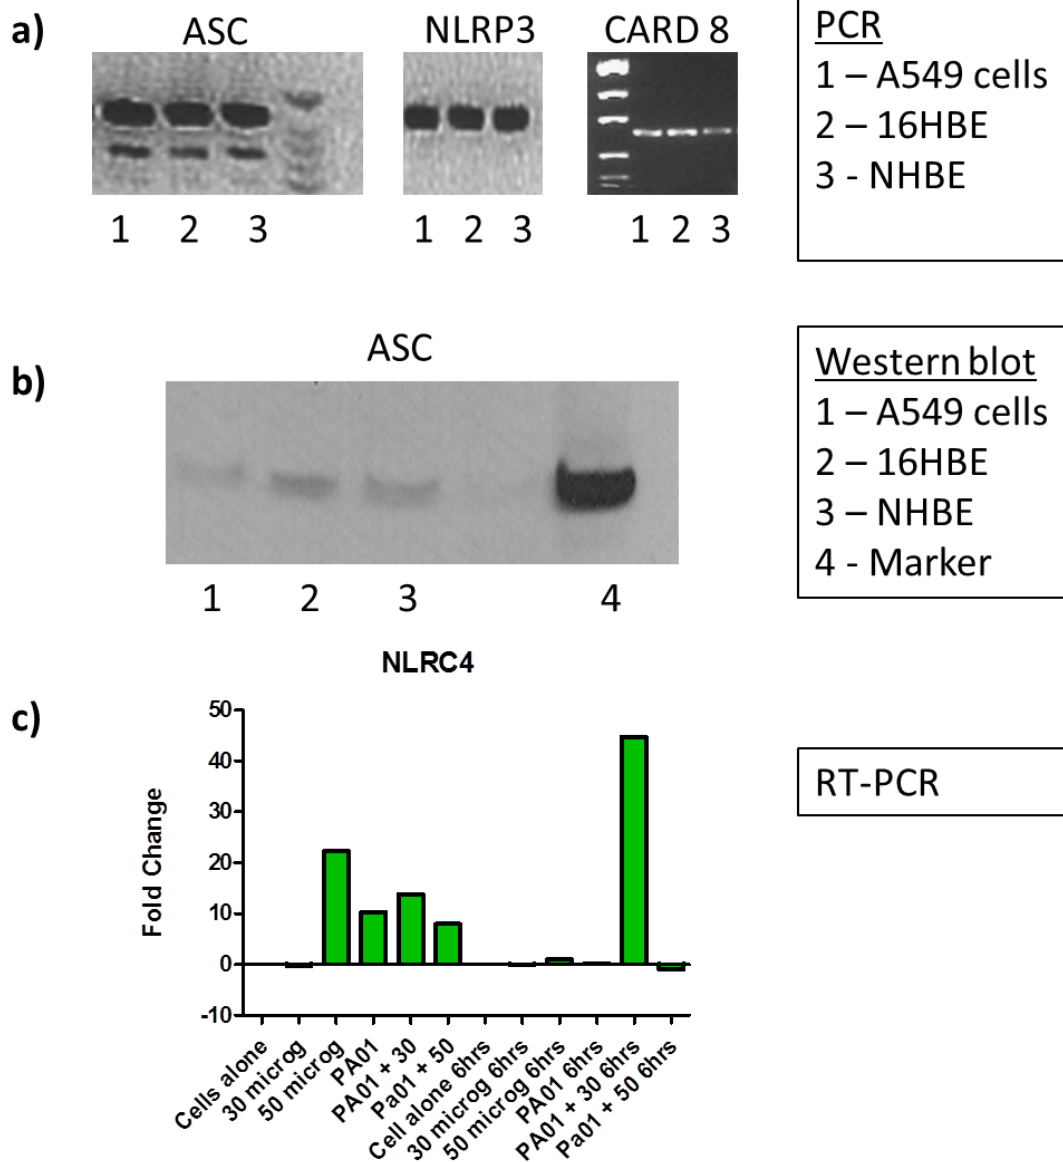 a)
ASC
NLRP3
CARD 8
1 2 3
1 2 3
1 2 3
PCR
1 – A549 cells
2 – 16HBE
3 - NHBE
b)
ASC
1 2 3 4
Western blot
1 – A549 cells
2 – 16HBE
3 – NHBE
4 - Marker
c)
NLRC4
Fold Change
50
40
30
20
10
0
-10
Cells alone
30 microg
50 microg
PA01
PA01 + 30
Pa01 + 50
Cell alone 6hrs
30 microg 6hrs
50 microg 6hrs
PA01 6hrs
PA01 + 30 6hrs
Pa01 + 50 6hrs
RT-PCR